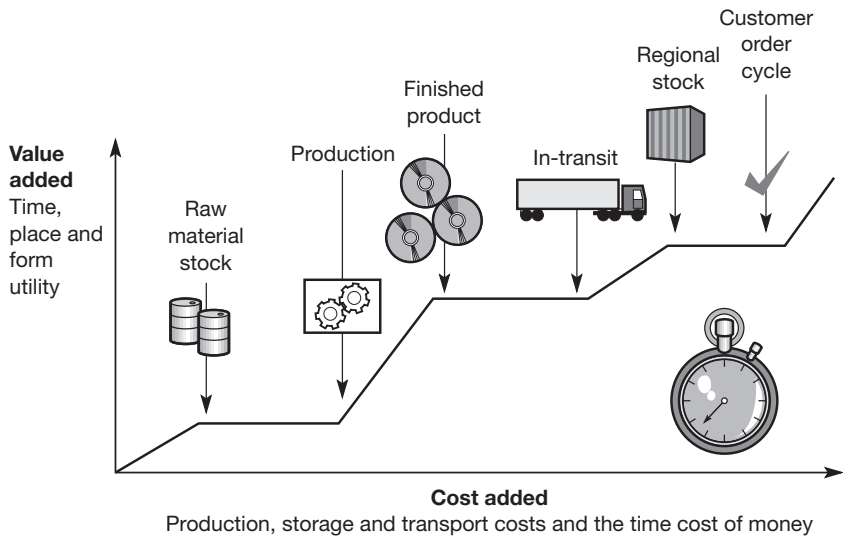 Customer
order
cycle
Regional
stock
Finished
product
In-transit
Production
Value
added
Time,
place and
form
utility
Raw
material
stock
Cost added
Production, storage and transport costs and the time cost of money